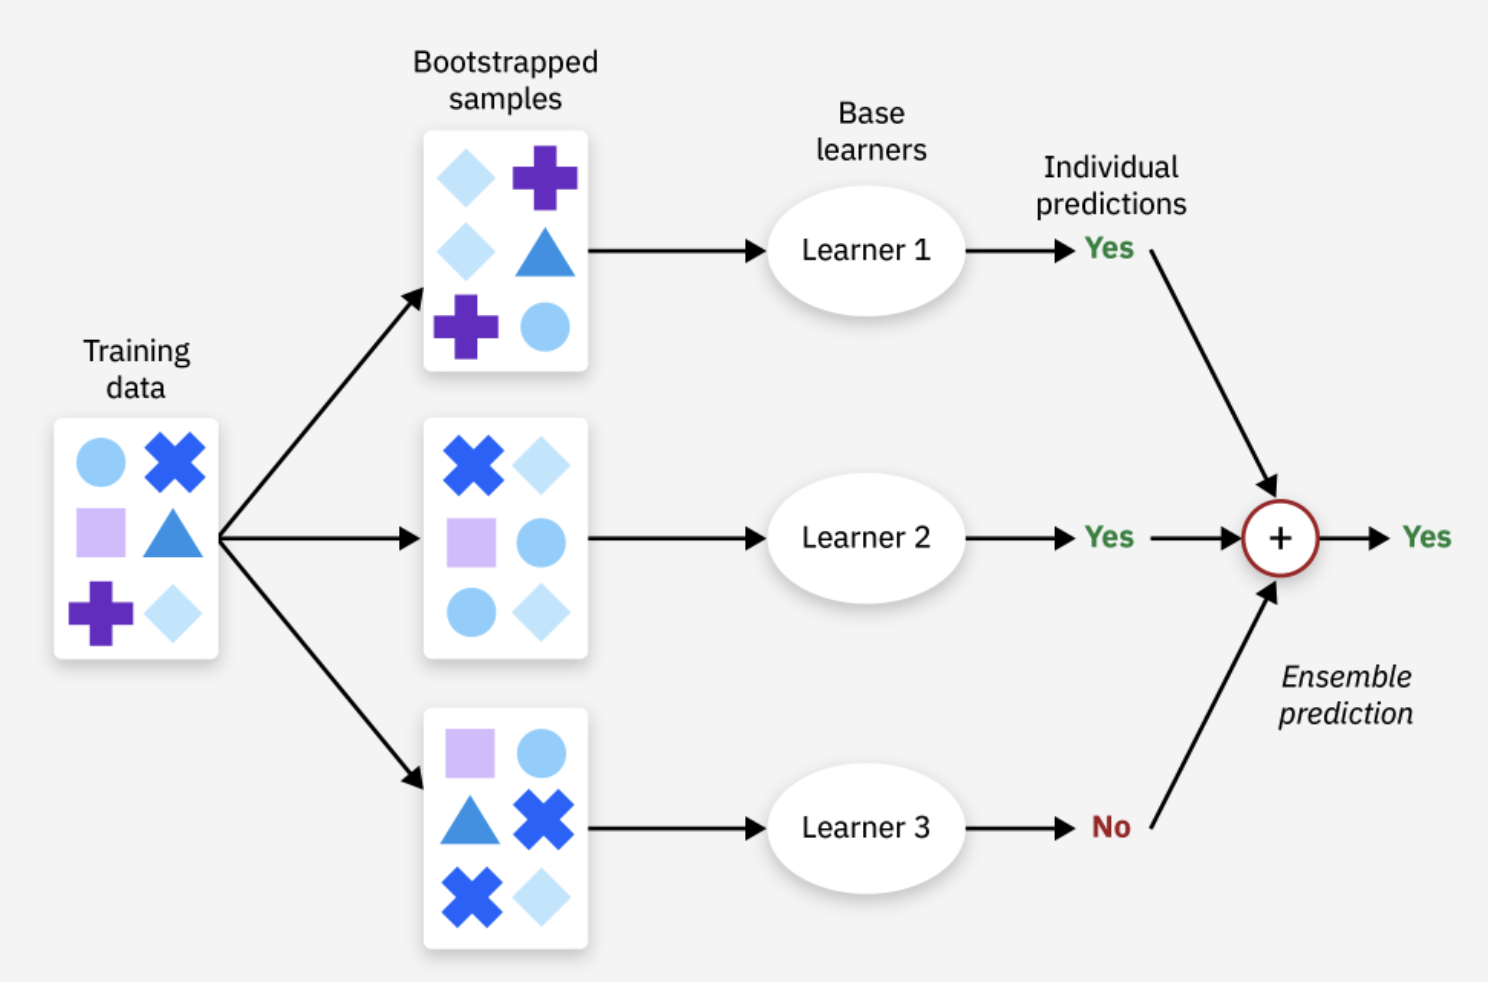 Bootstrapped
samples
Base
learners
Individual
predictions
Learner 1
Yes
Training
data
Learner 2
Yes
+
Yes
Ensemble
prediction
Learner 3
No